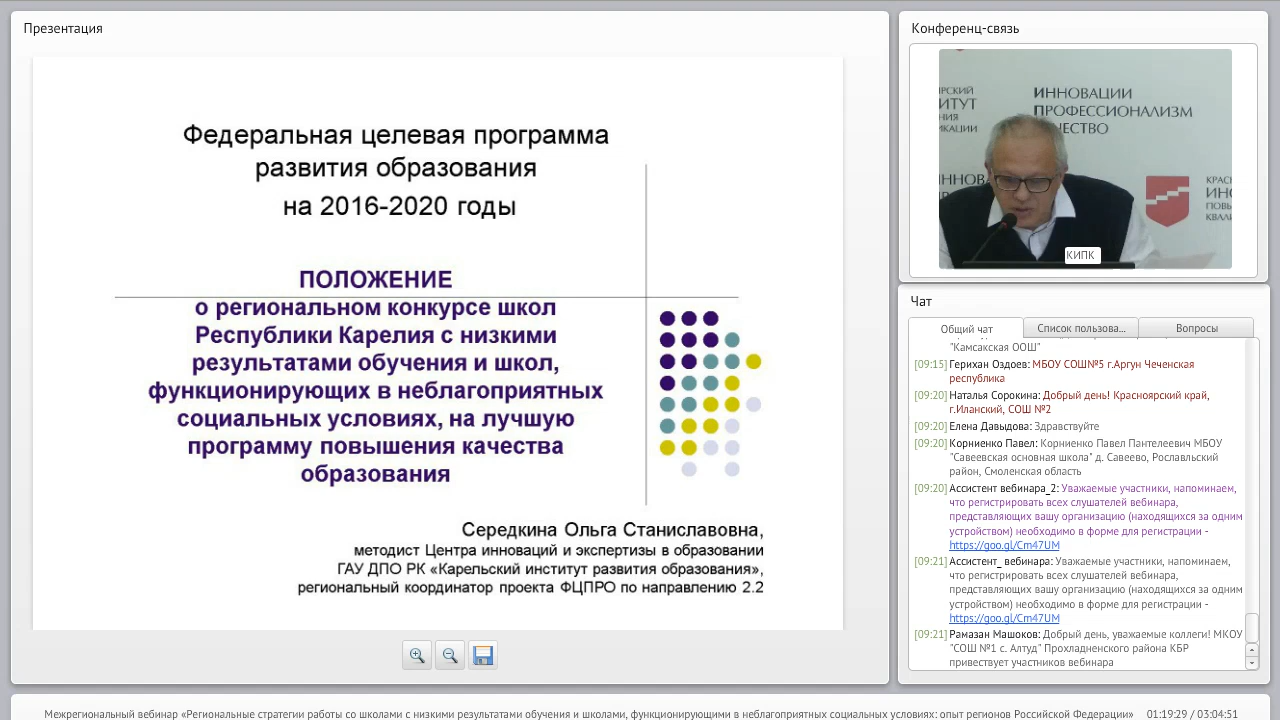 Презентация
Федеральная целевая программа
развития образования
на 2016-2020 годы
ПОЛОЖЕНИЕ
о региональном конкурсе школ
Республики Карелия с низкими
результатами обучения и школ,
функционирующих в неблагоприятных
социальных условиях, на лучшую
программу повышения качества
образования
Середкина Ольга Станиславовна,
методист Центра инноваций и экспертизы в образовании
ГАУ ДПО РК «Карельский институт развития образования»,
региональный координатор проекта ФЦПРО по направлению 2.2
Конференц-связь
ИННОВАЦИИ
ПРОФЕССИОНАЛИЗМ
КИПК
Чат
Общий чат
Список пользова...
Вопросы
"Камсакская ООШ"
[09:15] Герихан Оздоев: МБОУ СОШ№5 г.Аргун Чеченская
республика
[09:20] Наталья Сорокина: Добрый день! Красноярский край,
г.Иланский, СОШ №2
[09:20] Елена Давыдова: Здравствуйте
[09:20] Корниенко Павел: Корниенко Павел Пантелеевич МБОУ
"Савеевская основная школа" д. Савеево, Рославльский
район, Смоленская область
[09:20] Ассистент вебинара_2: Уважаемые участники, напоминаем,
что регистрировать всех слушателей вебинара,
представляющих вашу организацию (находящихся за одним
устройством) необходимо в форме для регистрации -
https://goo.gl/Cm47UM
[09:21] Ассистент_ вебинара: Уважаемые участники, напоминаем,
что регистрировать всех слушателей вебинара,
представляющих вашу организацию (находящихся за одним
устройством) необходимо в форме для регистрации -
https://goo.gl/Cm47UM
[09:21] Рамазан Машоков: Добрый день, уважаемые коллеги! МКОУ
"СОШ №1 с. Алтуд" Прохладненского района КБР
привествует участников вебинара
Межрегиональный вебинар «Региональные стратегии работы со школами с низкими результатами обучения и школами, функционирующими в неблагоприятных социальных условиях: опыт регионов Российской Федерации» 01:19:29 / 03:04:51